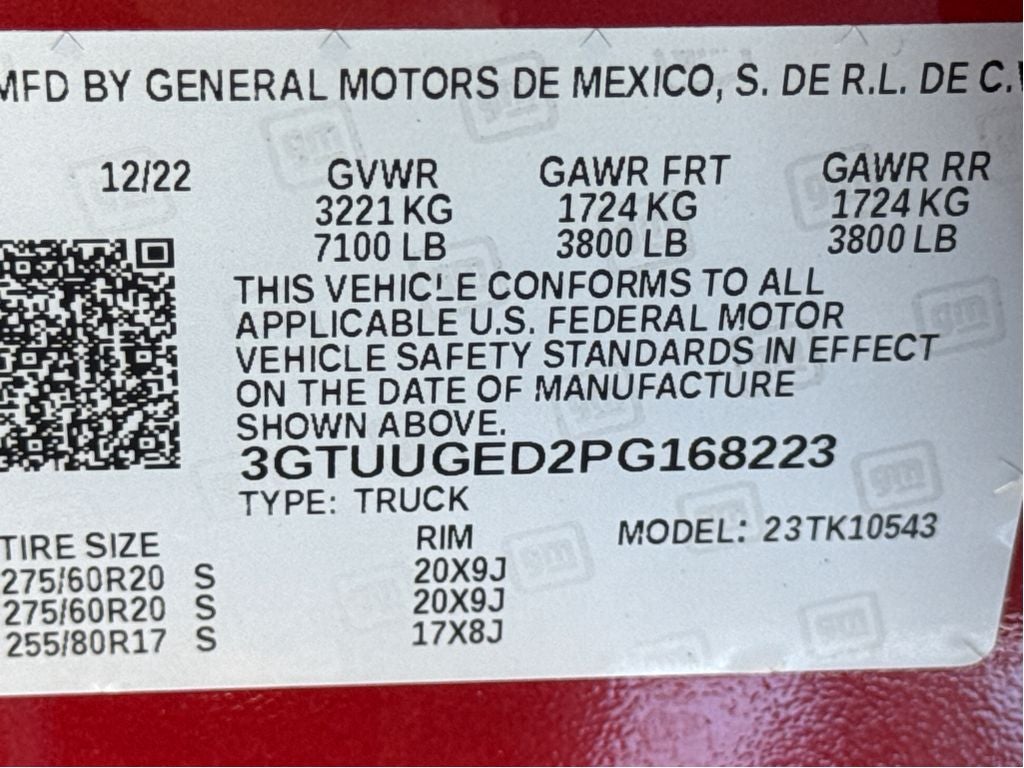 MFD BY GENERAL MOTORS DE MEXICO, S. DE R.L. DE C.V
12/22 GVWR GAWR FRT GAWR RR
3221 KG 1724 KG 1724 KG
7100 LB 3800 LB 3800 LB
THIS VEHICLE CONFORMS TO ALL
APPLICABLE U.S. FEDERAL MOTOR
VEHICLE SAFETY STANDARDS IN EFFECT
ON THE DATE OF MANUFACTURE
SHOWN ABOVE.
3GTUUGED2PG168223
TYPE: TRUCK
MODEL: 23TK10543
TIRE SIZE RIM
275/60R20 S 20X9J
275/60R20 S 20X9J
255/80R17 S 17X8J